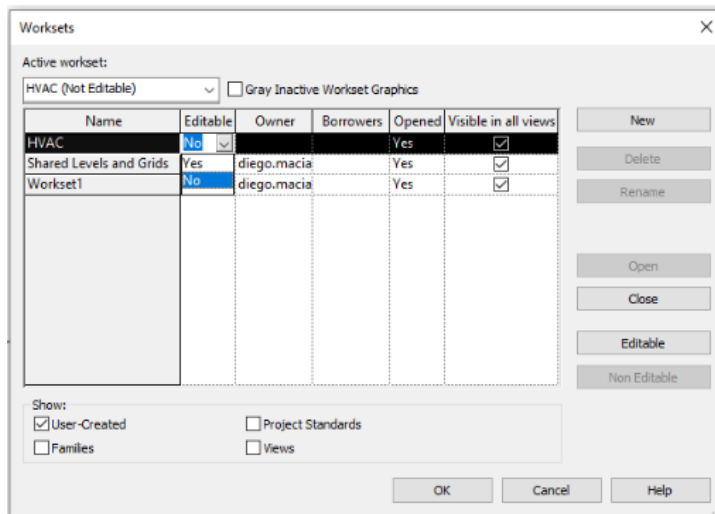 Worksets
Active workset:
HVAC (Not Editable)
Gray Inactive Workset Graphics
Name Editable Owner Borrowers Opened Visible in all views
HVAC No Yes
Shared Levels and Grids Yes diego.macia Yes
Workset1 No diego.macia Yes
New
Delete
Rename
Open
Close
Editable
Non Editable
Show:
User-Created Project Standards
Families Views
OK Cancel Help